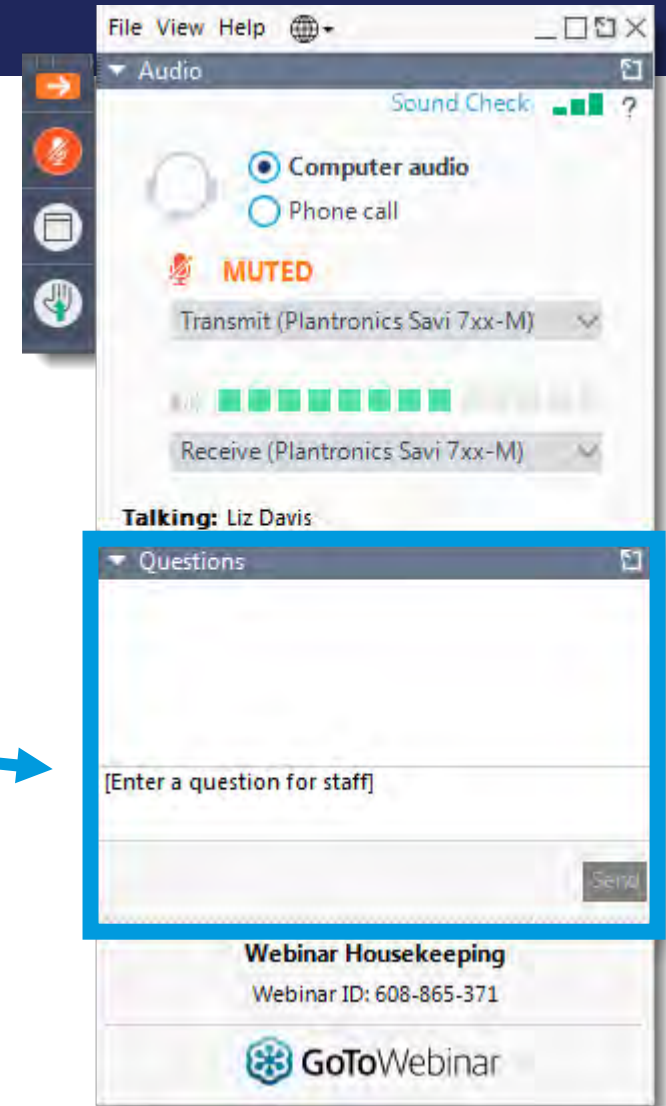 File View Help
Audio
Sound Check ?
Computer audio
Phone call
MUTED
Transmit (Plantronics Savi 7xx-M)
Receive (Plantronics Savi 7xx-M)
Talking: Liz Davis
Questions
[Enter a question for staff]
Send
Webinar Housekeeping
Webinar ID: 608-865-371
GoToWebinar